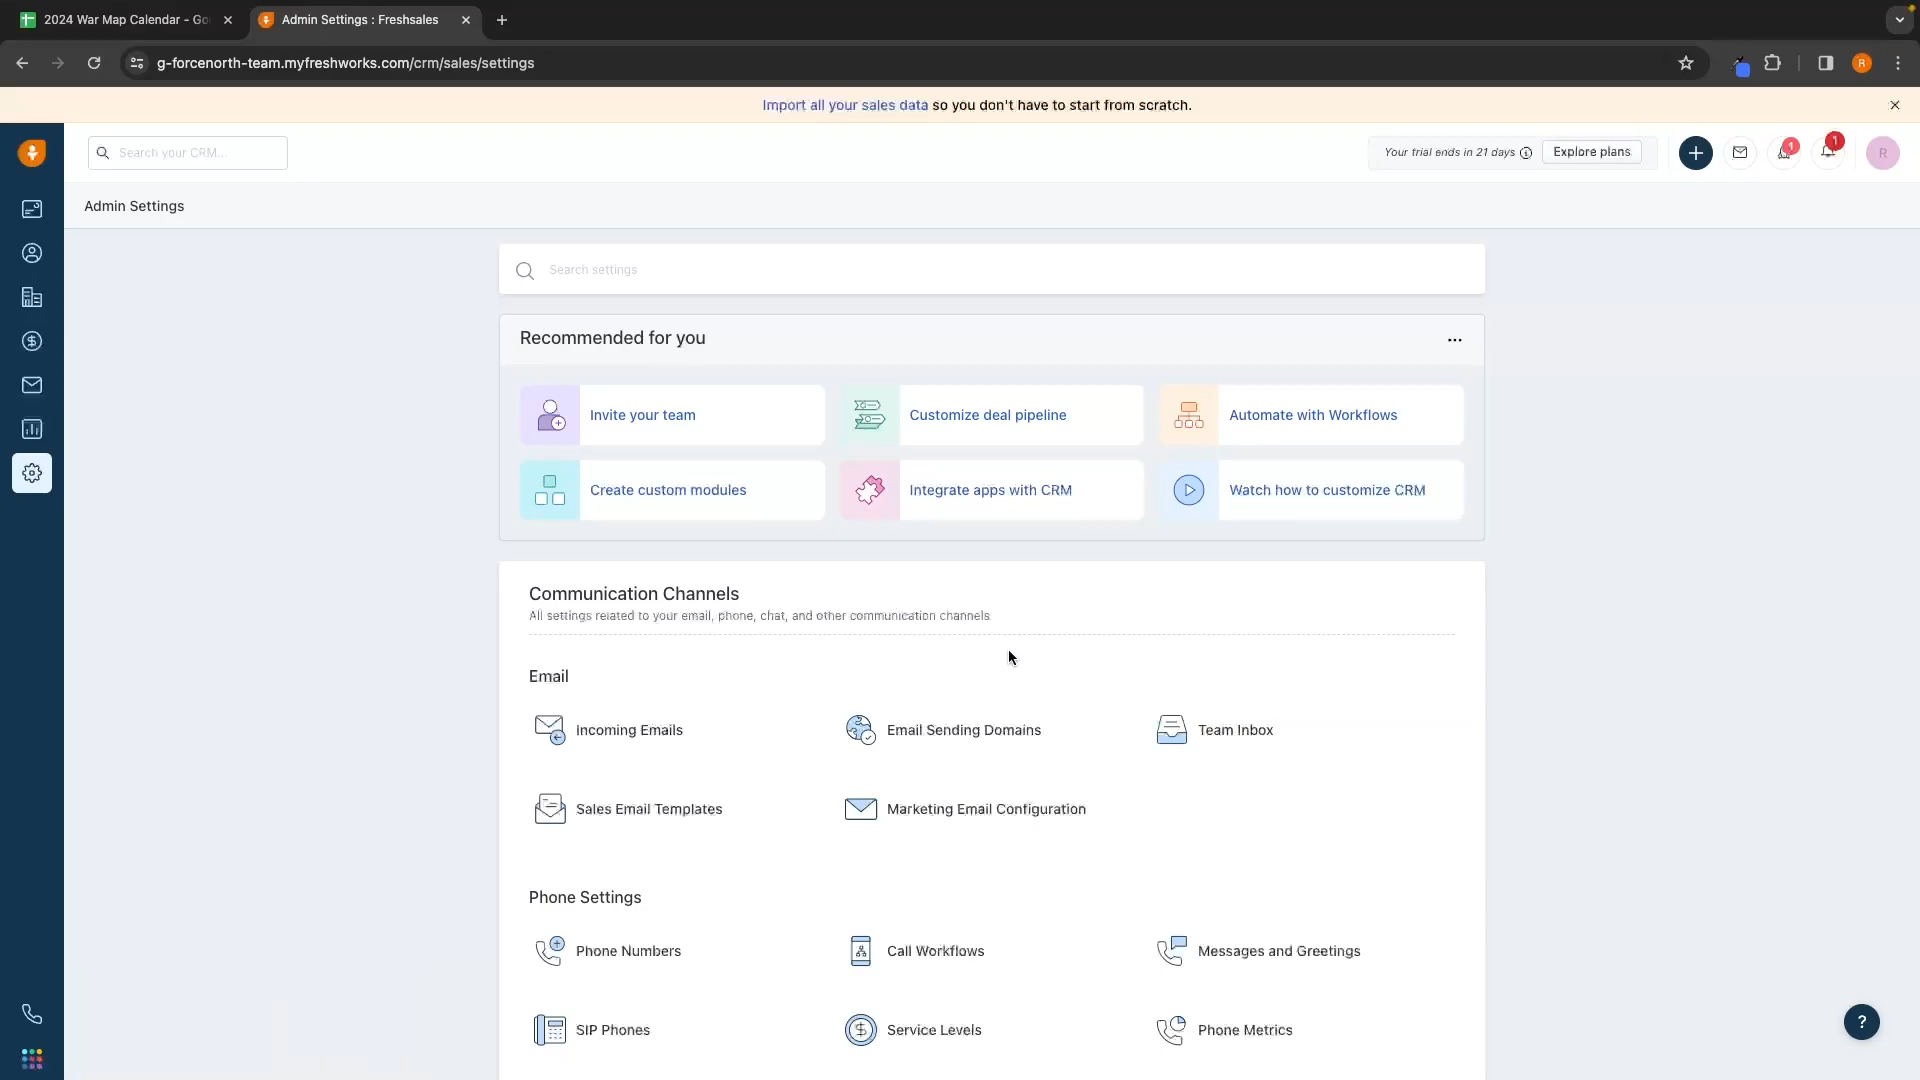 2024 War Map Calendar - Go
Admin Settings : Freshsales
g-forcenorth-team.myfreshworks.com/crm/sales/settings
R
Import all your sales data so you don't have to start from scratch.
Search your CRM...
Your trial ends in 21 days
Explore plans
1
1
R
Admin Settings
Search settings
Recommended for you
Invite your team
Customize deal pipeline
Automate with Workflows
Create custom modules
Integrate apps with CRM
Watch how to customize CRM
Communication Channels
All settings related to your email, phone, chat, and other communication channels
Email
Incoming Emails
Email Sending Domains
Team Inbox
Sales Email Templates
Marketing Email Configuration
Phone Settings
Phone Numbers
Call Workflows
Messages and Greetings
SIP Phones
Service Levels
Phone Metrics
?